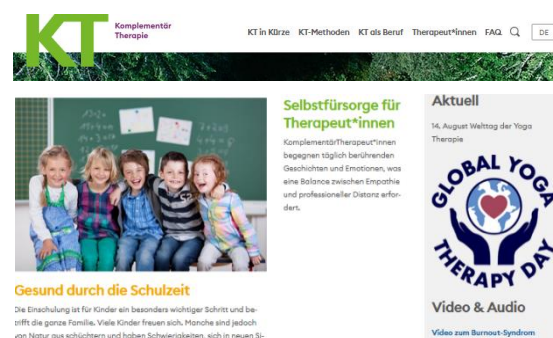 KT
Komplementär
Therapie
KT in Kürze KT-Methoden KT als Beruf Therapeut*innen FAQ DE
Gesund durch die Schulzeit
Die Einschulung ist für Kinder ein besonders wichtiger Schritt und be-
trifft die ganze Familie. Viele Kinder freuen sich. Manche sind jedoch
von Natur aus schüchtern und haben Schwierigkeiten, sich in neuen Si-
Selbstfürsorge für
Therapeut*innen
KomplementärTherapeut*innen
begegnen täglich berührenden
Geschichten und Emotionen, was
eine Balance zwischen Empathie
und professioneller Distanz erfor-
dert.
Aktuell
14. August Welttag der Yoga
Therapie
GLOBAL YOGA
THERAPY DAY
Video & Audio
Video zum Burnout-Syndrom